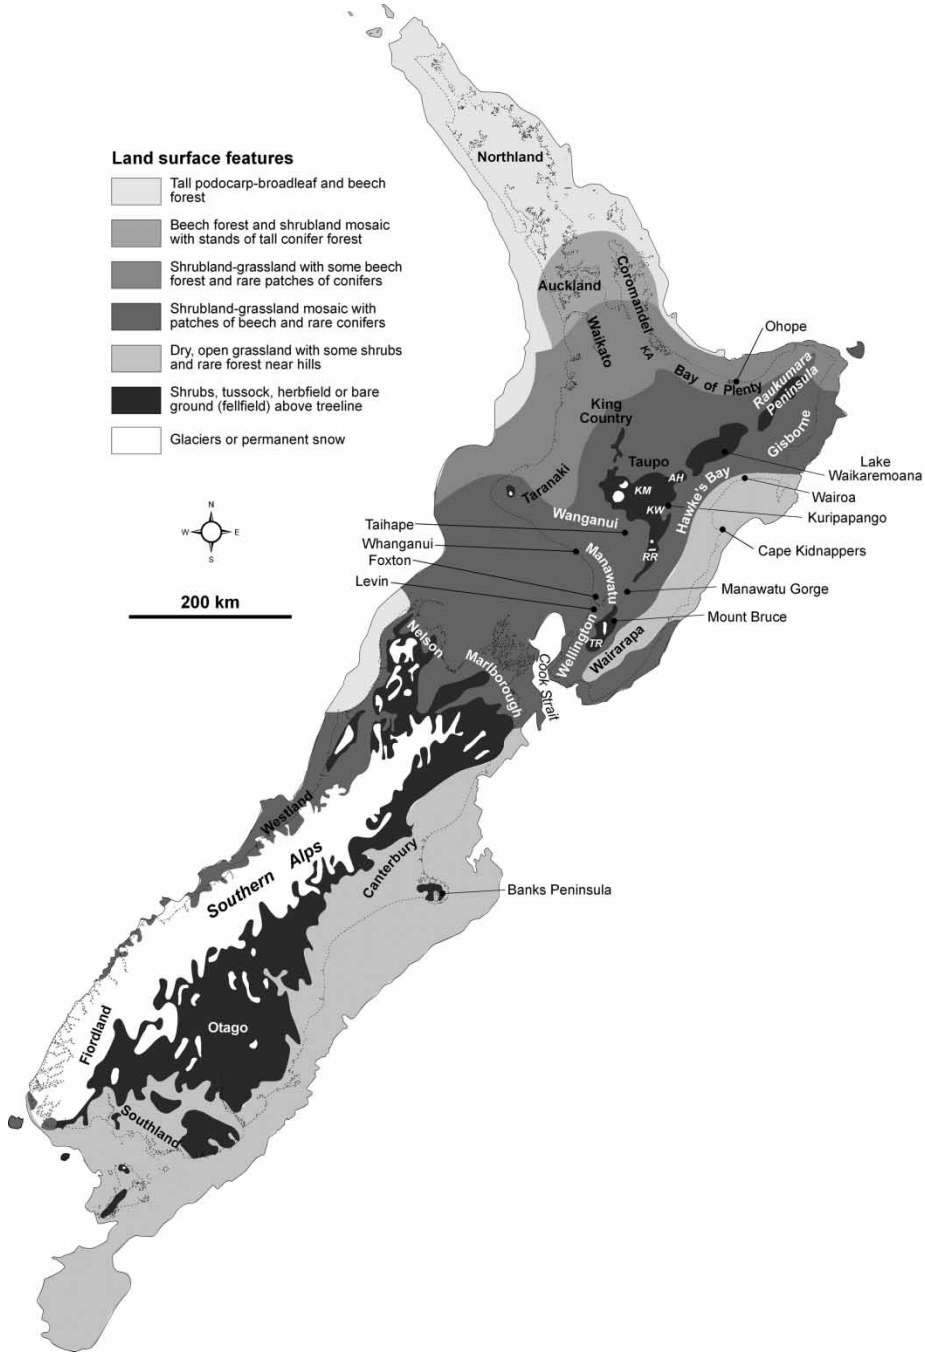 Northland
Land surface features
Tall podocarp-broadleaf and beech
forest
Beech forest and shrubland mosaic
with stands of tall conifer forest
Shrubland-grassland with some beech
forest and rare patches of conifers
Shrubland-grassland mosaic with
patches of beech and rare conifers
Dry, open grassland with some shrubs
and rare forest near hills
Shrubs, tussock, herbfield or bare
ground (fellfield) above treeline
Glaciers or permanent snow
N
W
E
S
200 km
Auckland
Coromandel
Waikato
KA
Ohope
Bay of Plenty
Raukumara
Peninsula
King
Country
Gisborne
Taupo
Lake
Waikaremoana
Taranaki
AH
KM
Hawke's Bay
Wairoa
KW
Kuripapango
Wanganui
Taihape
Whanganui
Cape Kidnappers
Foxton
Manawatu
RR
Levin
Manawatu Gorge
Mount Bruce
Nelson
Wellington
TR
Wairarapa
Marlborough
Cook Strait
Westland
Southern Alps
Canterbury
Banks Peninsula
Fiordland
Otago
Southland